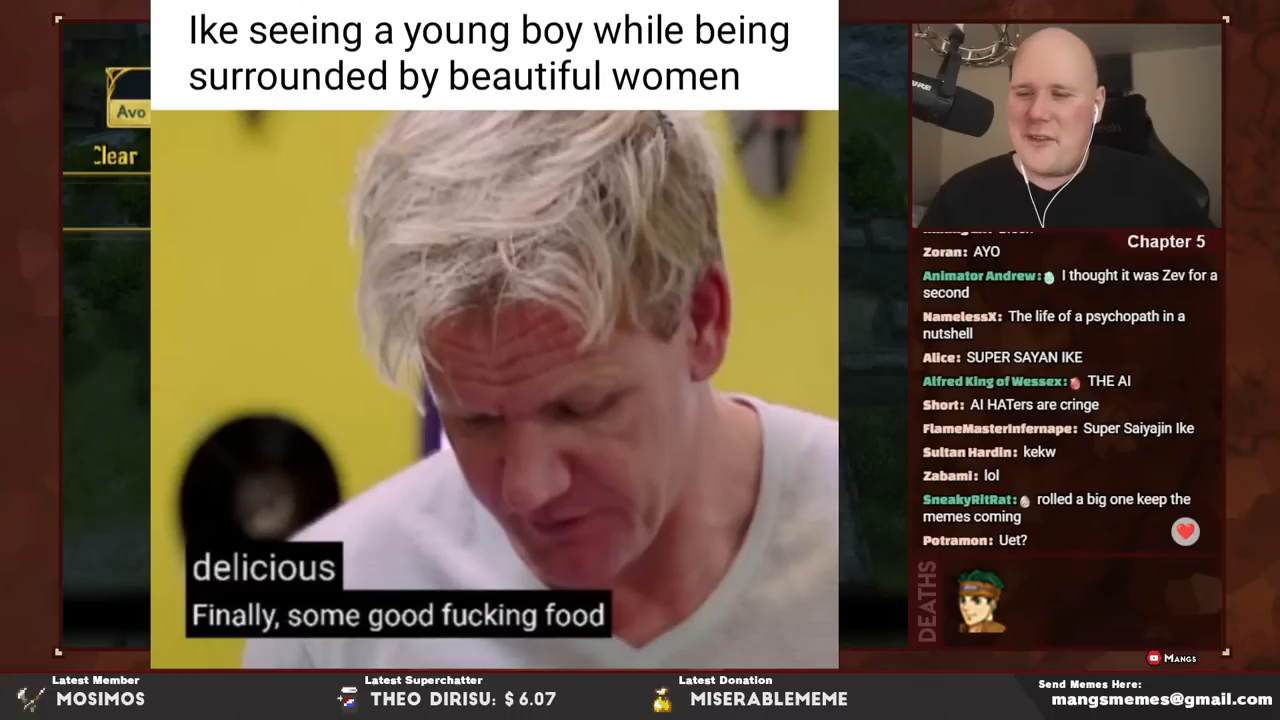 Ike seeing a young boy while being
surrounded by beautiful women
Avo
Clear
delicious
Finally, some good fucking food
Chapter 5
Zoran: AYO
Animator Andrew: I thought it was Zev for a
second
NamelessX: The life of a psychopath in a
nutshell
Alice: SUPER SAYAN IKE
Alfred King of Wessex: THE AI
Short: AI HATers are cringe
FlameMasterInfernape: Super Saiyajin Ike
Sultan Hardin: kekw
Zabami: lol
SneakyRitRat: rolled a big one keep the
memes coming
Potramon: Uet?
DEATHS
Mangs
Latest Member
MOSIMOS
Latest Superchatter
THEO DIRISU: $ 6.07
Latest Donation
MISERABLEMEME
Send Memes Here:
mangsmemes@gmail.com